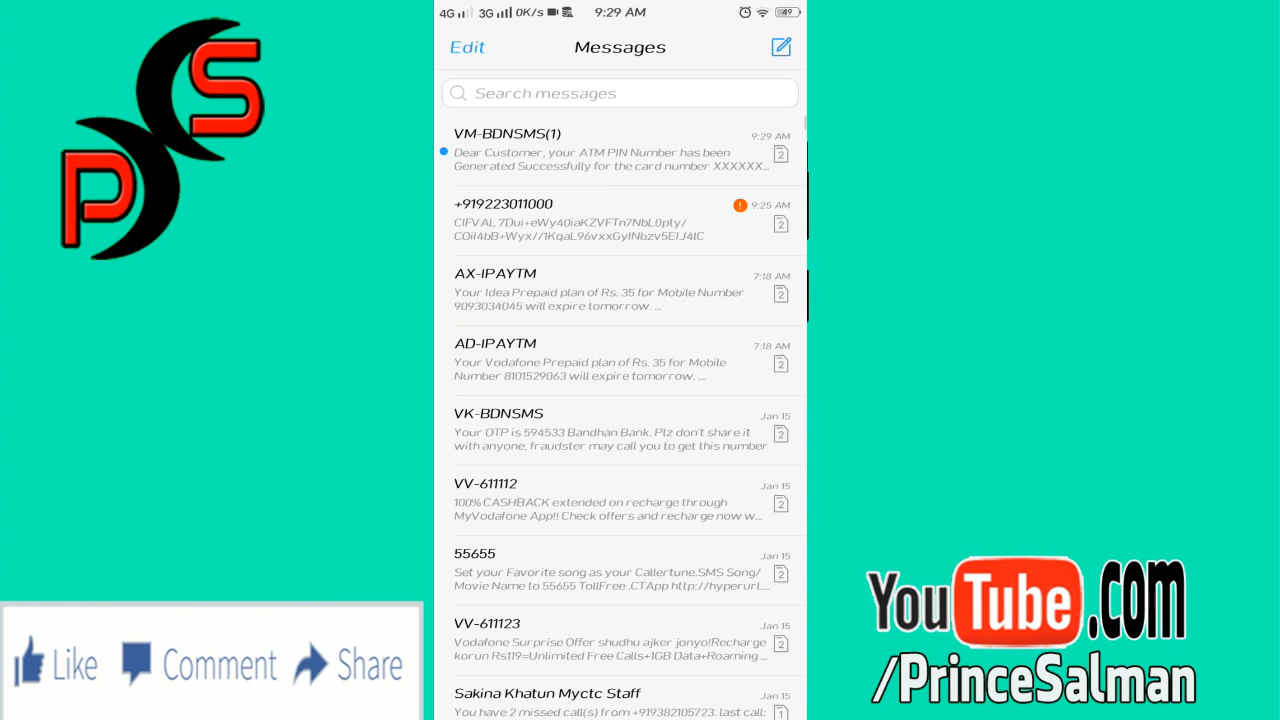 PS
4G 3G 0K/s 9:29 AM 49
Edit Messages
Search messages
VM-BDNSMS(1) 9:29 AM
Dear Customer, your ATM PIN Number has been
Generated Successfully for the card number XXXXXX... 2
+919223011000 ! 9:25 AM
CIFVAL 7Dui+eWy40iaKZVFTn7NbL0pty/
COiI4bB+Wyx//1KqaL96vxxGyINbzv5EIJ4lC 2
AX-IPAYTM 7:18 AM
Your Idea Prepaid plan of Rs. 35 for Mobile Number
9093034045 will expire tomorrow. ... 2
AD-IPAYTM 7:18 AM
Your Vodafone Prepaid plan of Rs. 35 for Mobile
Number 8101529063 will expire tomorrow. ... 2
VK-BDNSMS Jan 15
Your OTP is 594533 Bandhan Bank. Plz don't share it
with anyone, fraudster may call you to get this number 2
VV-611112 Jan 15
100% CASHBACK extended on recharge through
MyVodafone App!! Check offers and recharge now w... 2
55655 Jan 15
Set your Favorite song as your Callertune.SMS Song/
Movie Name to 55655 TollFree .CTApp http://hyperurl.... 2
VV-611123 Jan 15
Vodafone Surprise Offer shudhu ajker jonyo!Recharge
korun Rs119=Unlimited Free Calls+1GB Data+Roaming ... 2
Sakina Khatun Myctc Staff Jan 15
You have 2 missed call(s) from +919382105723. last call: 1
Like Comment Share
YouTube.com
/PrinceSalman